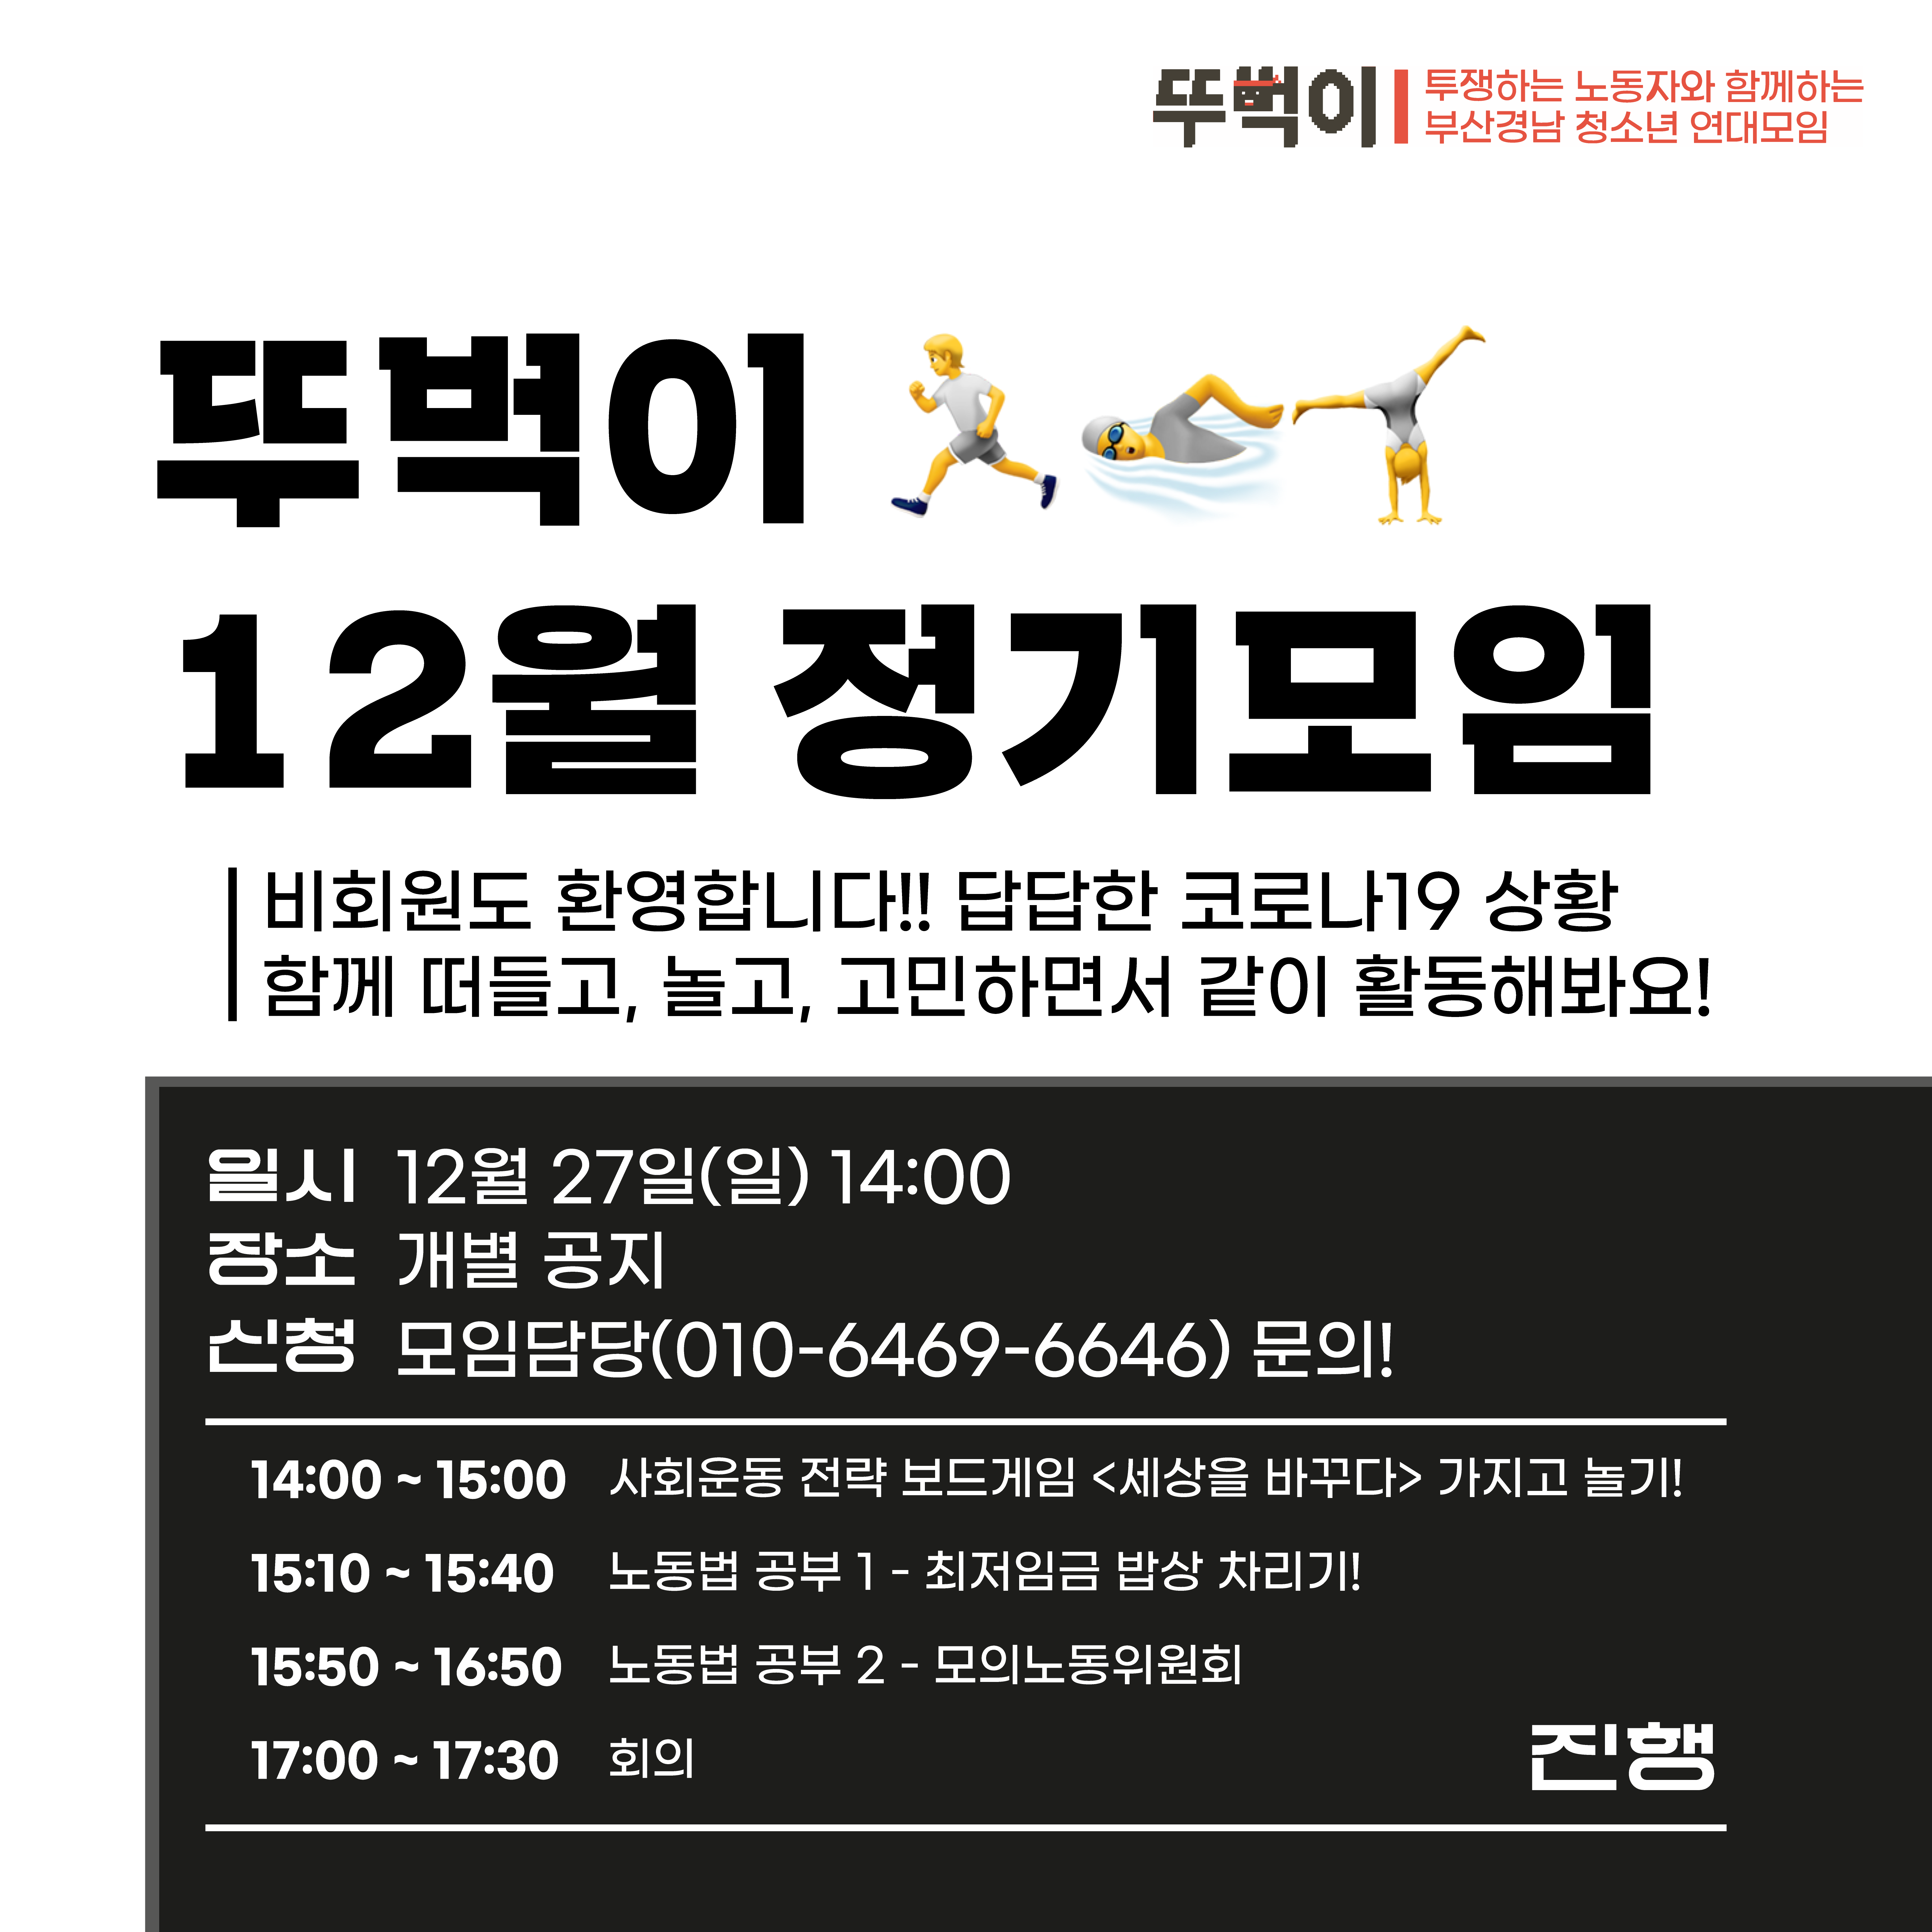 뚜벅이
투쟁하는 노동자와 함께하는
부산경남 청소년 연대모임
뚜벅이
12월 정기모임
비회원도 환영합니다!! 답답한 코로나19 상황
함께 떠들고, 놀고, 고민하면서 같이 활동해봐요!
일시 12월 27일(일) 14:00
장소 개별 공지
신청 모임담당(010-6469-6646) 문의!
14:00 ~ 15:00 사회운동 전략 보드게임 <세상을 바꾸다> 가지고 놀기!
15:10 ~ 15:40 노동법 공부 1 - 최저임금 밥상 차리기!
15:50 ~ 16:50 노동법 공부 2 - 모의노동위원회
17:00 ~ 17:30 회의
진행